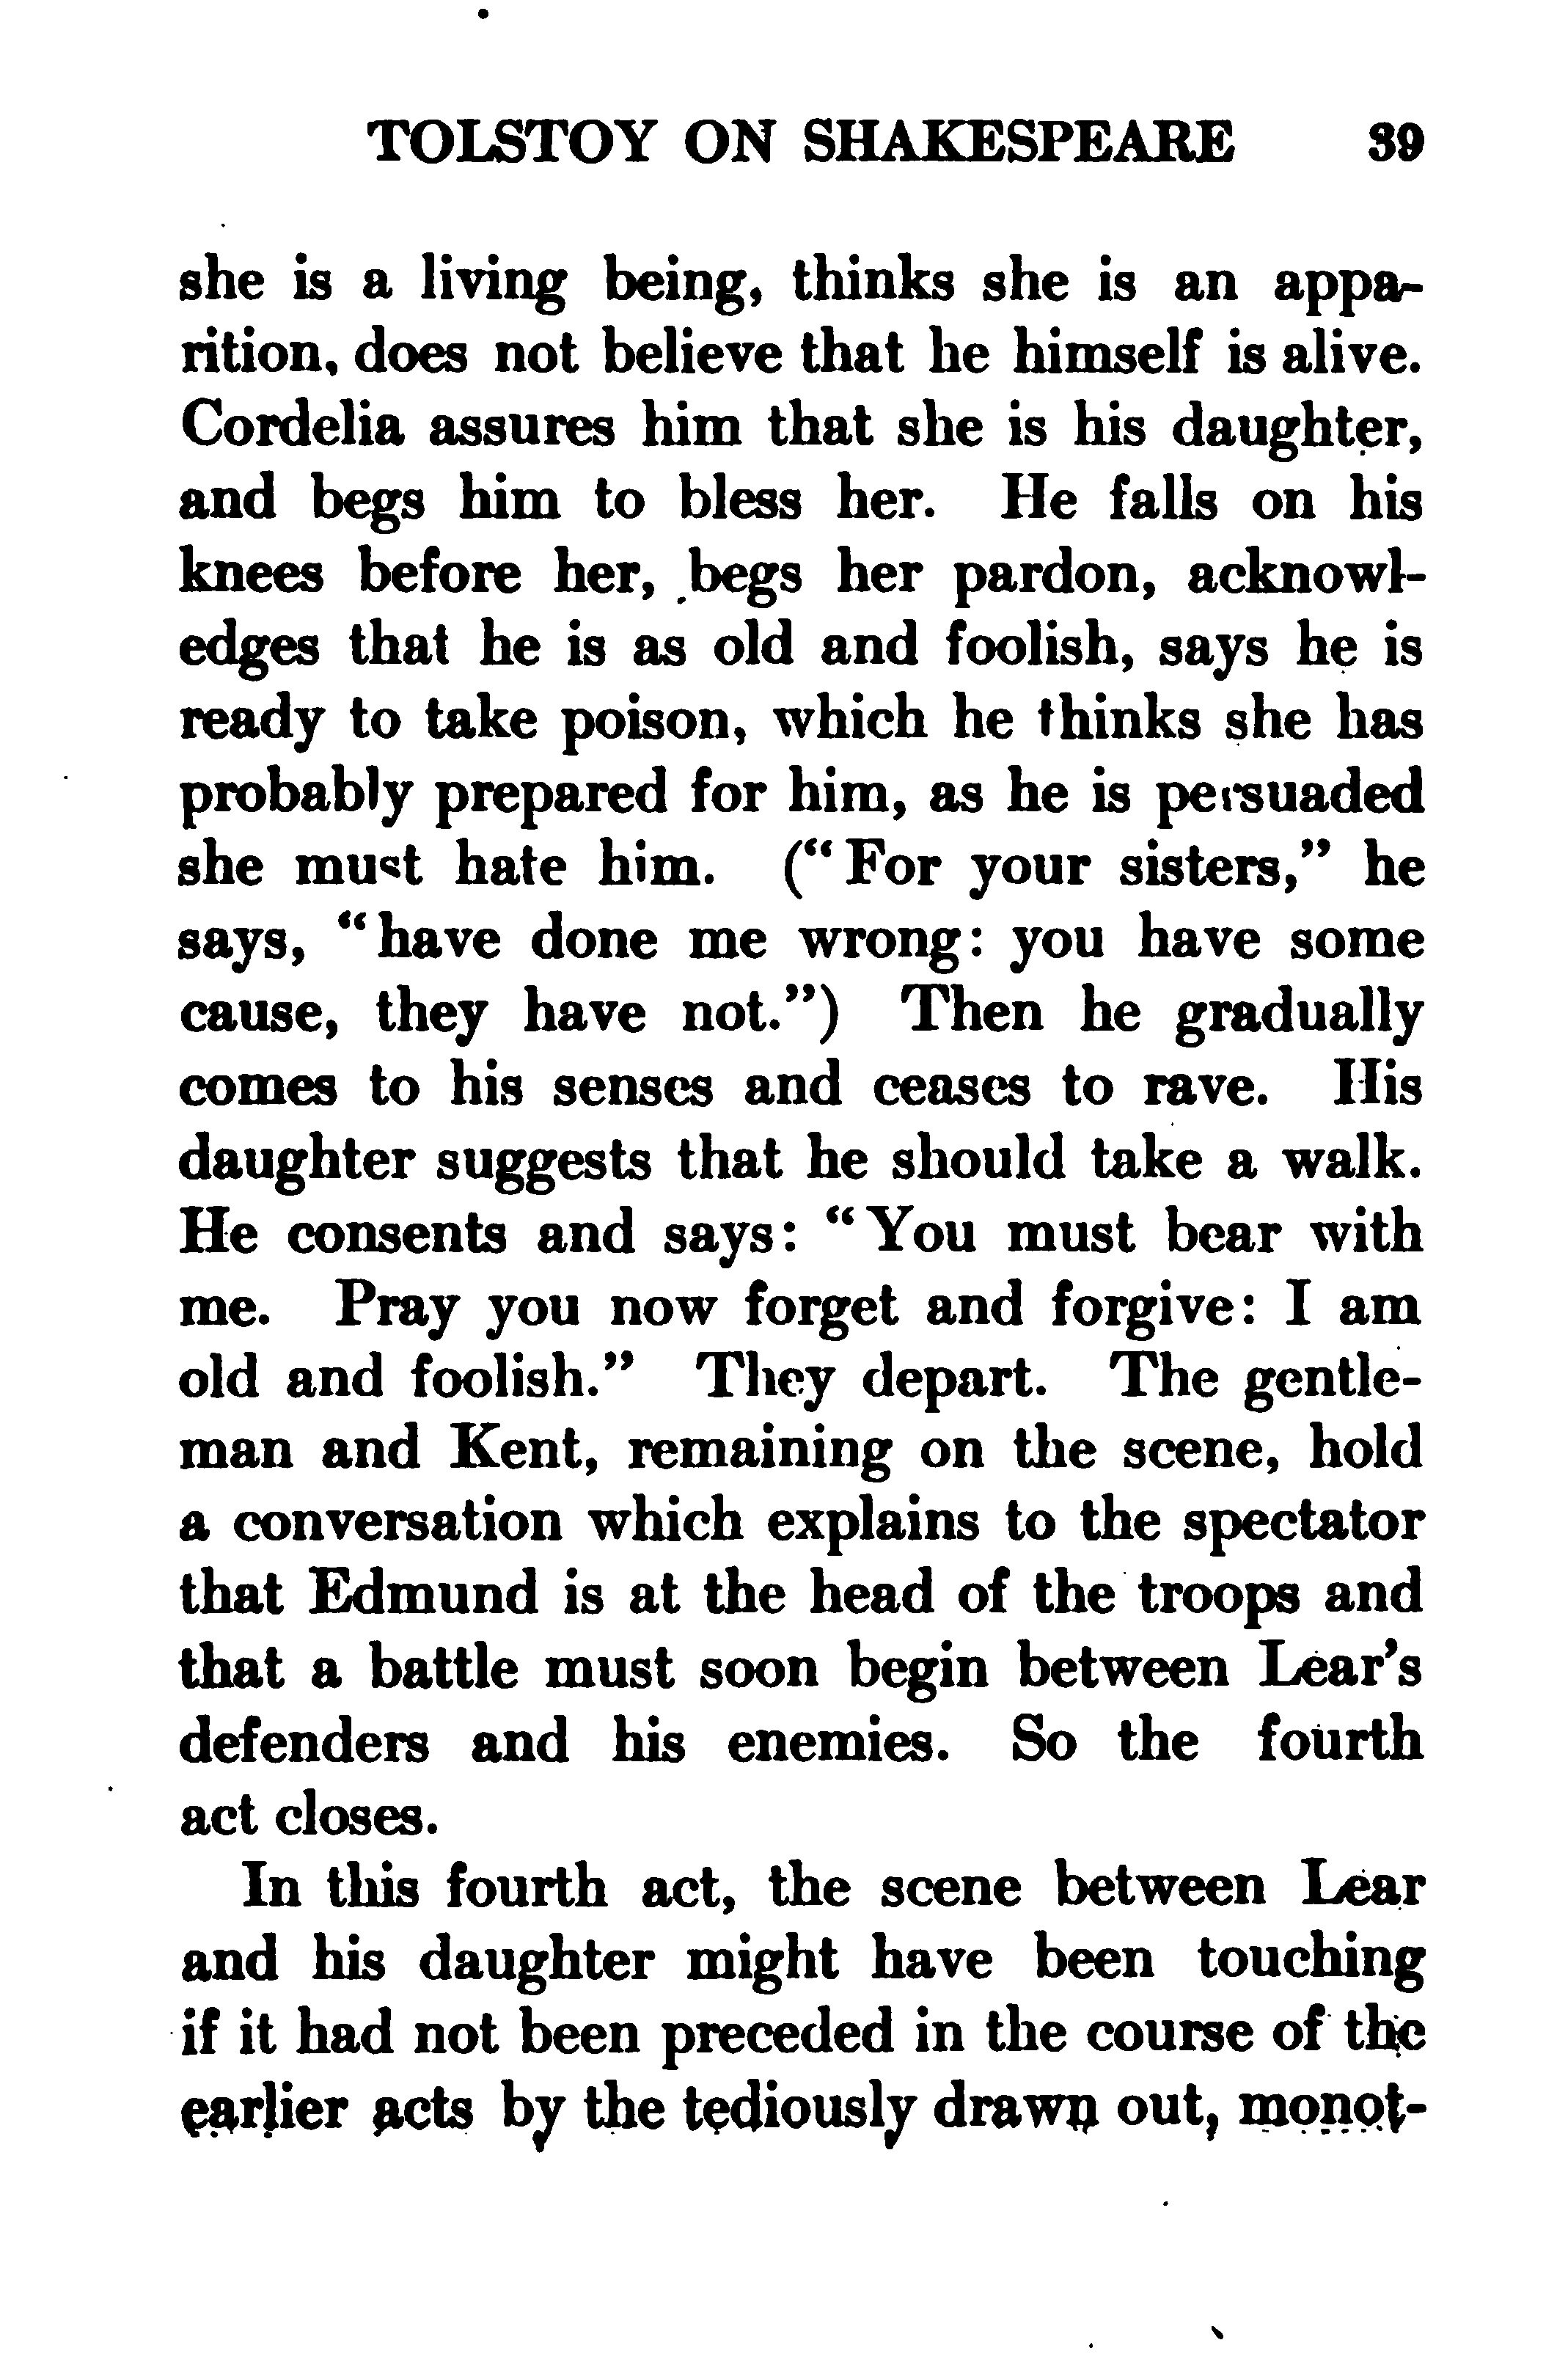 TOLSTOY ON SHAKESPEARE 39
she is a living being, thinks she is an appa-
rition, does not believe that he himself is alive.
Cordelia assures him that she is his daughter,
and begs him to bless her. He falls on his
knees before her, begs her pardon, acknowl-
edges that he is as old and foolish, says he is
ready to take poison, which he thinks she has
probably prepared for him, as he is persuaded
she must hate him. ("For your sisters," he
says, "have done me wrong: you have some
cause, they have not.") Then he gradually
comes to his senses and ceases to rave. His
daughter suggests that he should take a walk.
He consents and says: "You must bear with
me. Pray you now forget and forgive: I am
old and foolish." They depart. The gentle-
man and Kent, remaining on the scene, hold
a conversation which explains to the spectator
that Edmund is at the head of the troops and
that a battle must soon begin between Lear's
defenders and his enemies. So the fourth
act closes.
In this fourth act, the scene between Lear
and his daughter might have been touching
if it had not been preceded in the course of the
earlier acts by the tediously drawn out, monot-